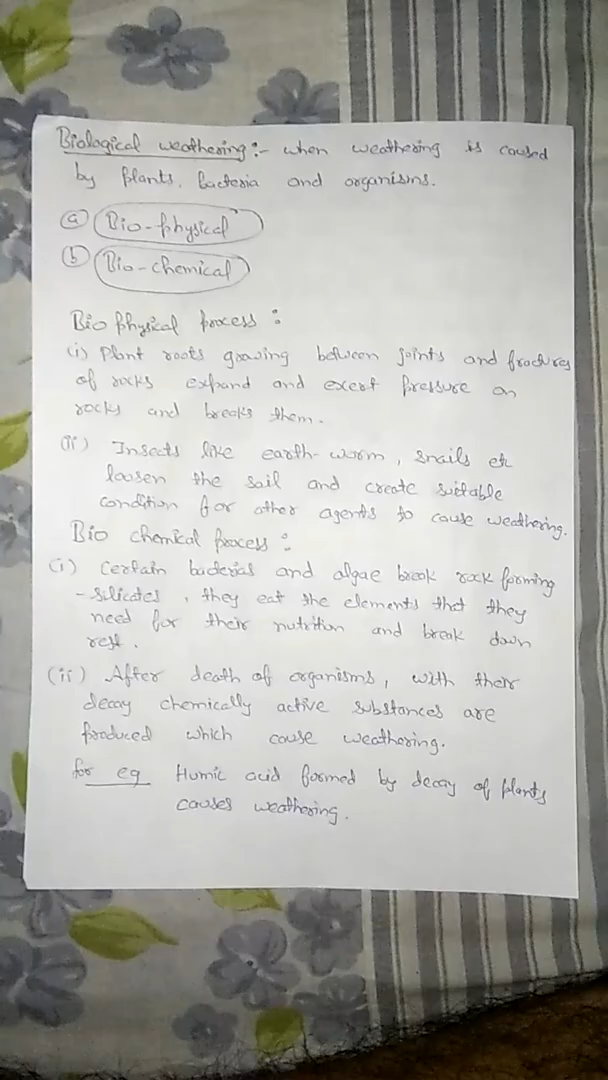 Biological weathering :- when weathering is caused
by plants, bacteria and organisms.
(a) Bio-physical
(b) Bio-chemical
Bio physical process :
(i) Plant roots growing between joints and fractures
of rocks expand and exert pressure on
rocks and breaks them.
(ii) Insects like earth-worm, snails etc
loosen the soil and create suitable
condition for other agents to cause weathering.
Bio chemical process :
(i) Certain bacterias and algae break rock forming
- silicates, they eat the elements that they
need for their nutrition and break down
rest.
(ii) After death of organisms, with their
decay chemically active substances are
produced which cause weathering.
for eg Humic acid formed by decay of plants
causes weathering.